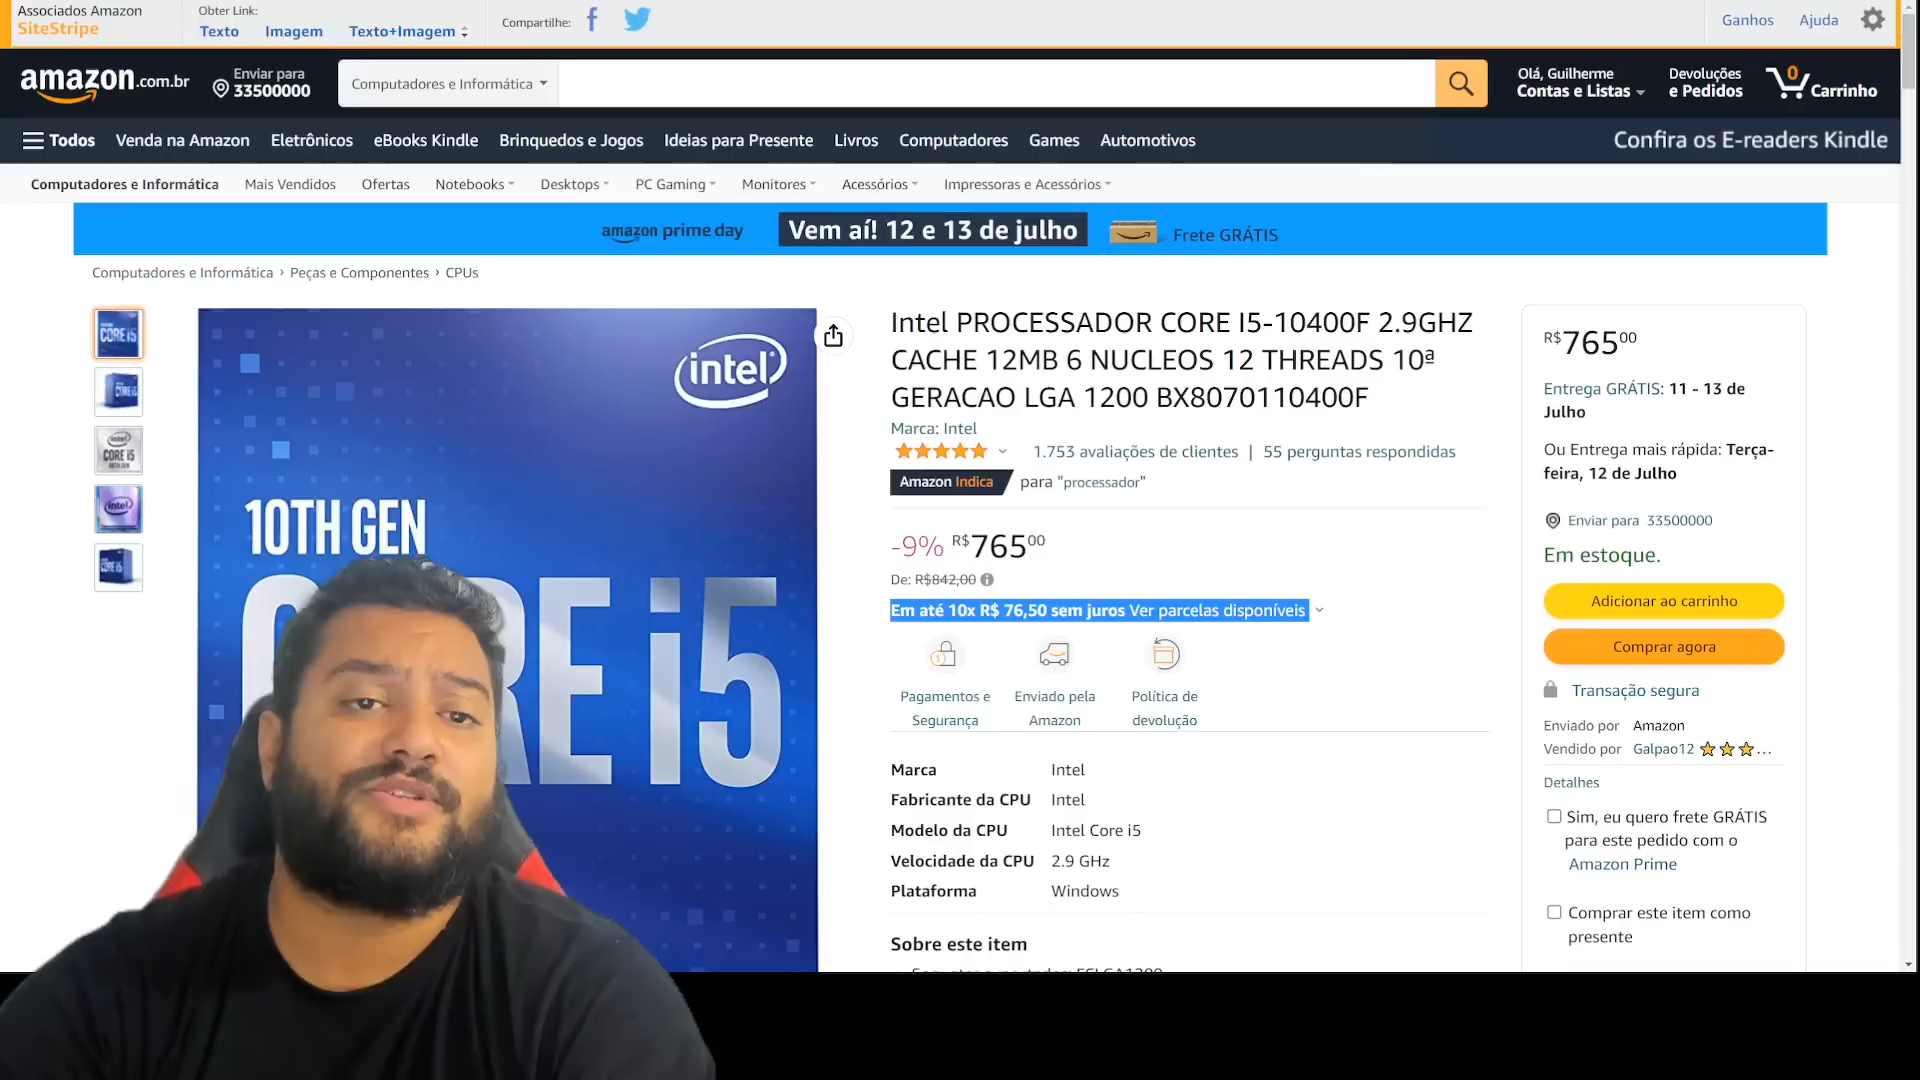 Associados Amazon
SiteStripe
Obter Link:
Texto Imagem Texto+Imagem
Compartilhe:
Ganhos Ajuda
amazon.com.br
Enviar para
33500000
Computadores e Informática
Olá, Guilherme
Contas e Listas
Devoluções
e Pedidos
0
Carrinho
Todos Venda na Amazon Eletrônicos eBooks Kindle Brinquedos e Jogos Ideias para Presente Livros Computadores Games Automotivos
Confira os E-readers Kindle
Computadores e Informática Mais Vendidos Ofertas Notebooks Desktops PC Gaming Monitores Acessórios Impressoras e Acessórios
amazon prime day Vem aí! 12 e 13 de julho Frete GRÁTIS
Computadores e Informática › Peças e Componentes › CPUs
intel
10TH GEN
CORE i5
Intel PROCESSADOR CORE I5-10400F 2.9GHZ
CACHE 12MB 6 NUCLEOS 12 THREADS 10ª
GERACAO LGA 1200 BX8070110400F
Marca: Intel
1.753 avaliações de clientes | 55 perguntas respondidas
Amazon Indica para "processador"
-9% R$76500
De: R$842,00
Em até 10x R$ 76,50 sem juros Ver parcelas disponíveis
Pagamentos e
Segurança
Enviado pela
Amazon
Política de
devolução
Marca Intel
Fabricante da CPU Intel
Modelo da CPU Intel Core i5
Velocidade da CPU 2.9 GHz
Plataforma Windows
Sobre este item
R$76500
Entrega GRÁTIS: 11 - 13 de
Julho
Ou Entrega mais rápida: Terça-
feira, 12 de Julho
Enviar para 33500000
Em estoque.
Adicionar ao carrinho
Comprar agora
Transação segura
Enviado por Amazon
Vendido por Galpao12 ...
Detalhes
Sim, eu quero frete GRÁTIS
para este pedido com o
Amazon Prime
Comprar este item como
presente